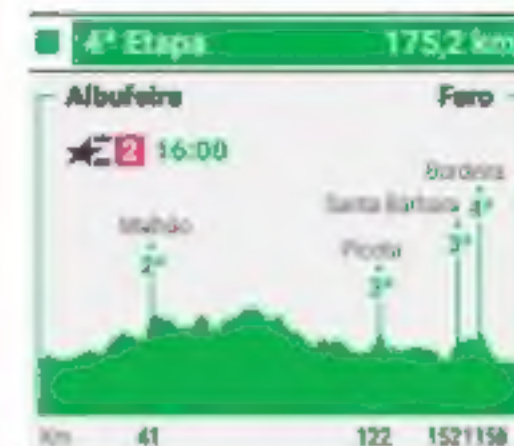 4ª Etapa 175,2 km
Albufeira Faro
2 16:00
Bordeira
Santa Bárbara 4ª
Malhão Picota 3ª
2ª 3ª
Km 41 122 152 158